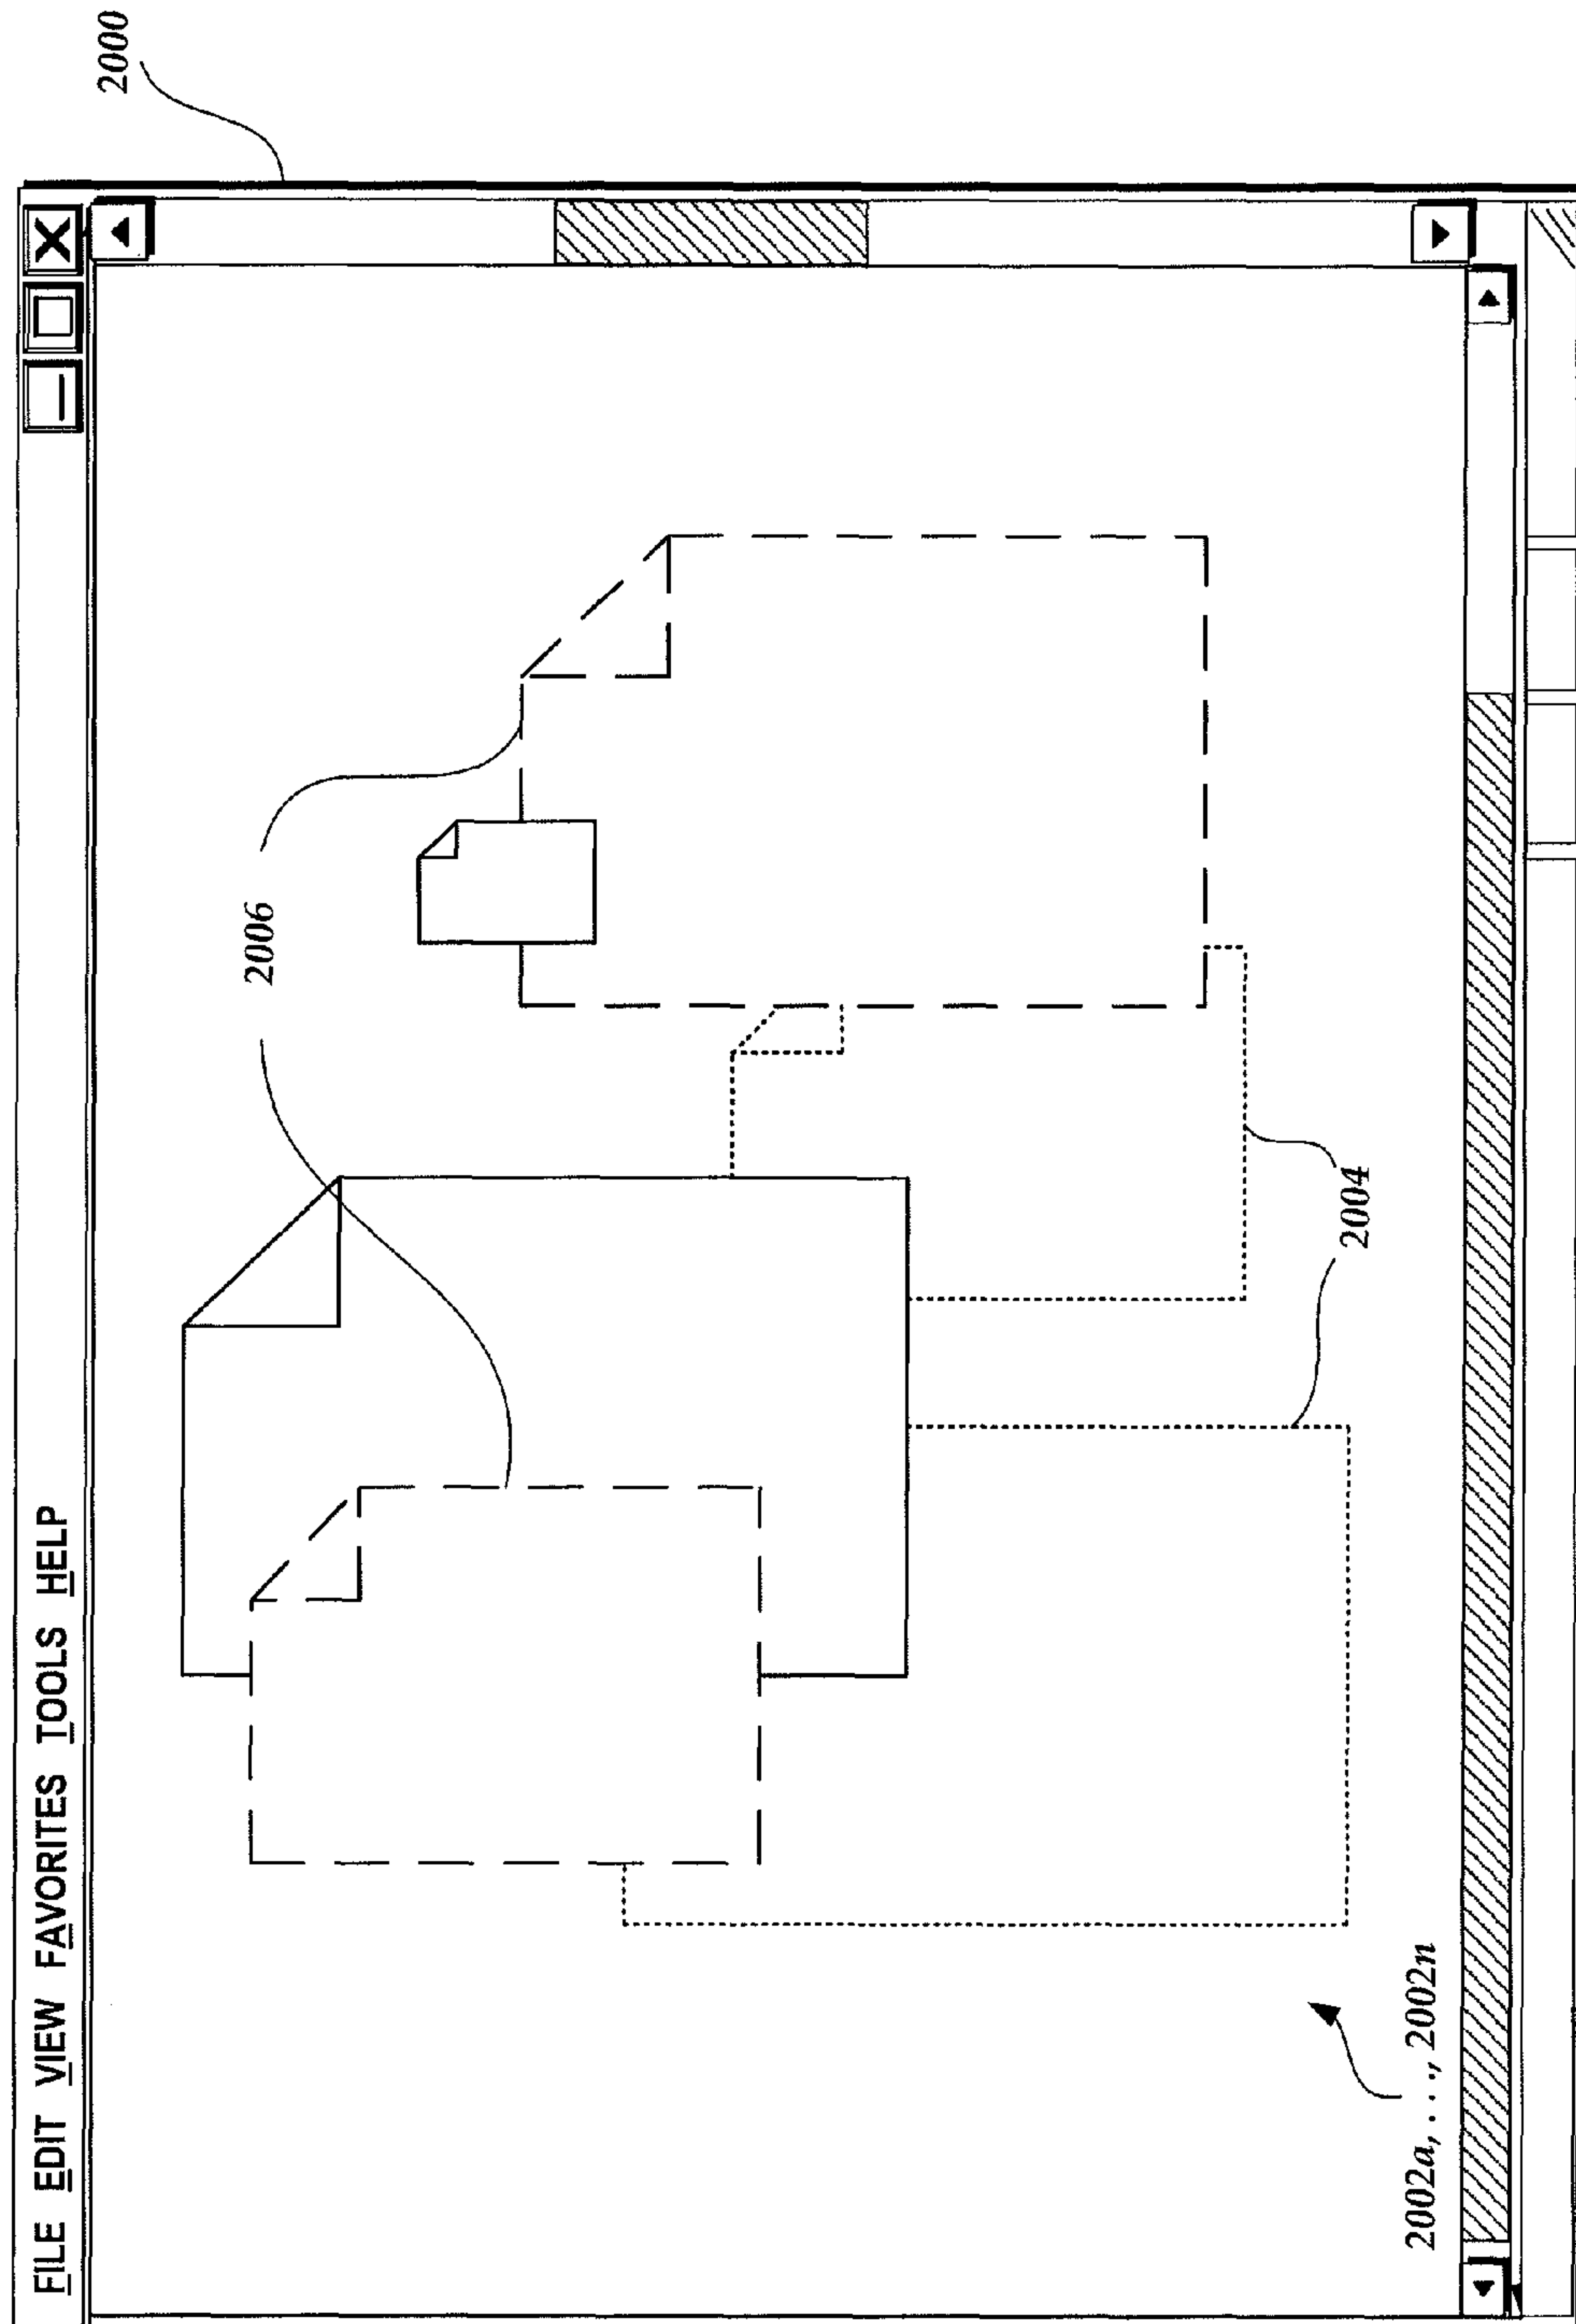 2000
FILE EDIT VIEW FAVORITES TOOLS HELP
2006
2004
2002a, . . ., 2002n